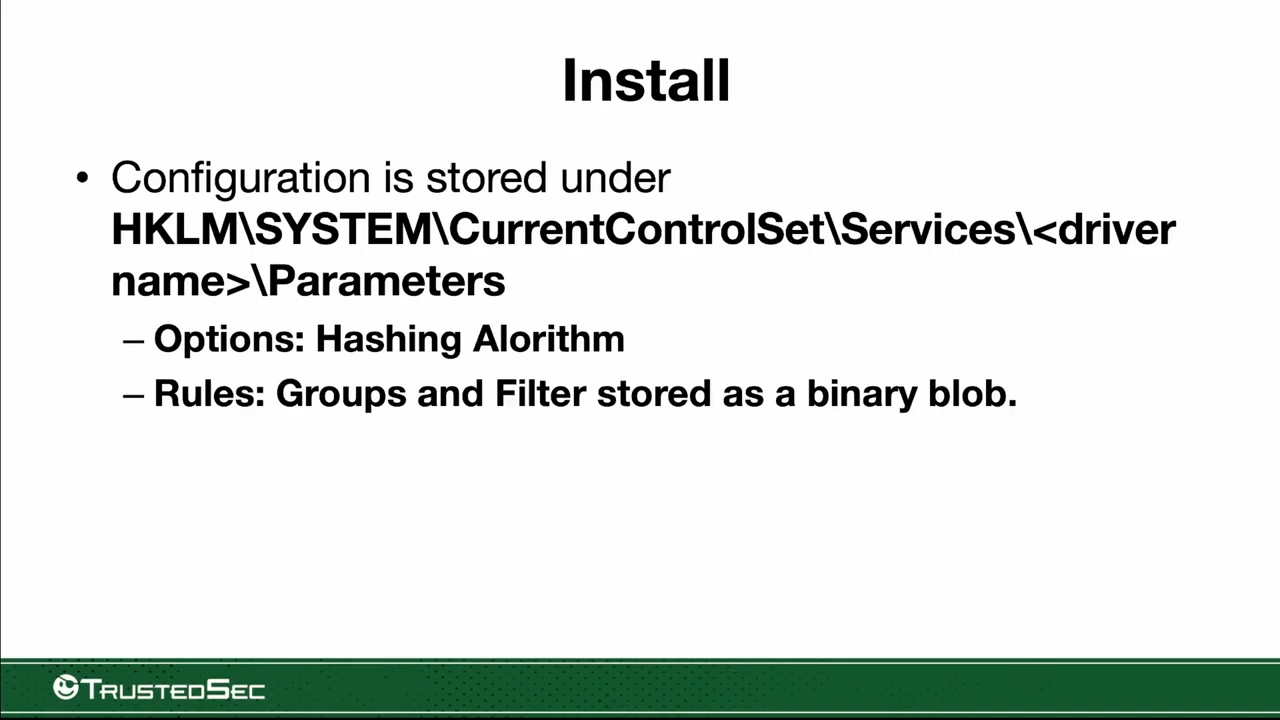 Install
• Configuration is stored under
HKLM\SYSTEM\CurrentControlSet\Services\<driver
name>\Parameters
– Options: Hashing Alorithm
– Rules: Groups and Filter stored as a binary blob.
TRUSTEDSEC